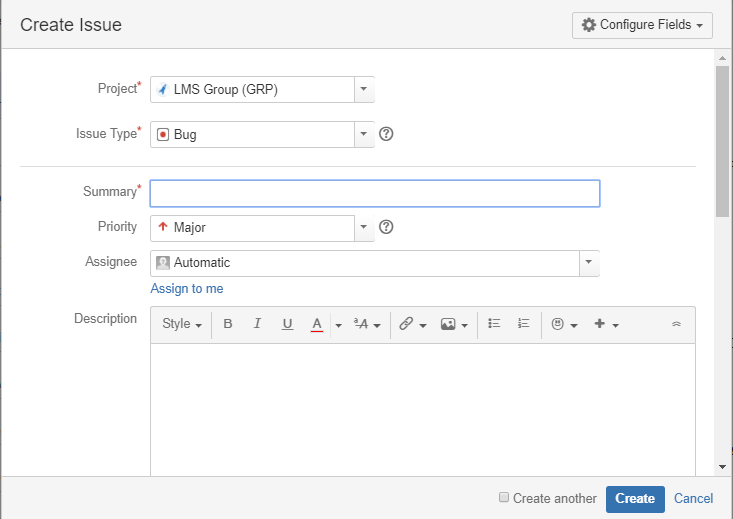 Create Issue
Configure Fields
Project*
LMS Group (GRP)
Issue Type*
Bug
Summary*
Priority
Major
Assignee
Automatic
Assign to me
Description
Style B I U A ªA
Create another
Create
Cancel